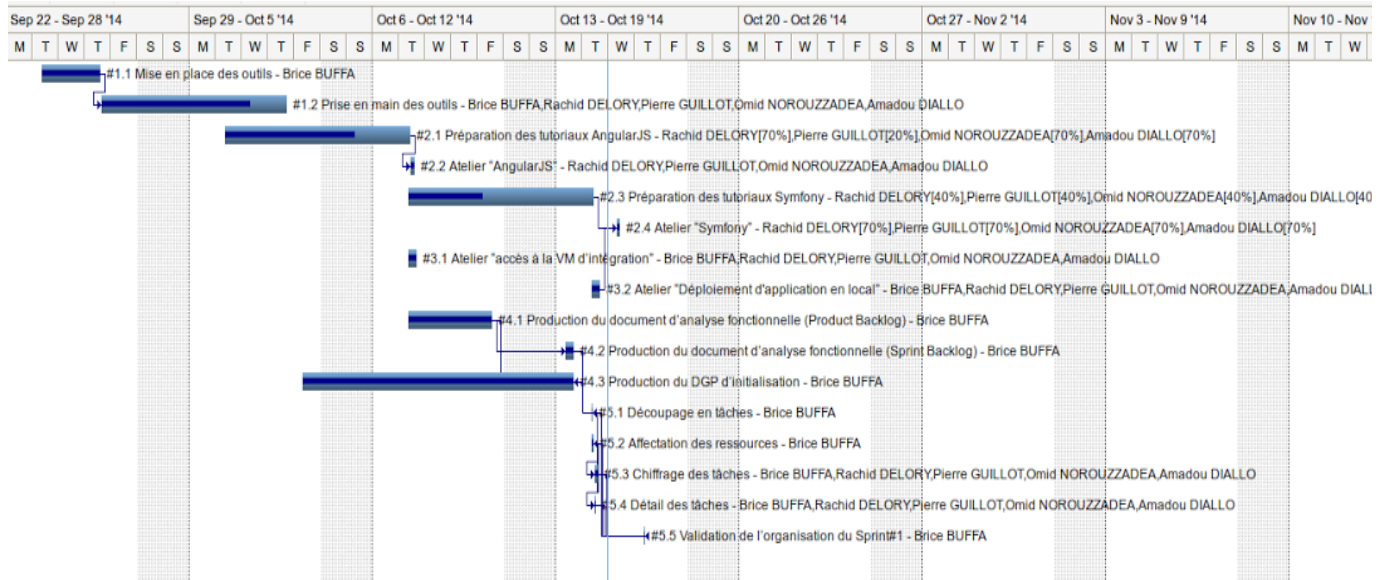 Sep 22 - Sep 28 '14 Sep 29 - Oct 5 '14 Oct 6 - Oct 12 '14 Oct 13 - Oct 19 '14 Oct 20 - Oct 26 '14 Oct 27 - Nov 2 '14 Nov 3 - Nov 9 '14 Nov 10 - Nov
M T W T F S S M T W T F S S M T W T F S S M T W T F S S M T W T F S S M T W T F S S M T W T F S S M T W
#1.1 Mise en place des outils - Brice BUFFA
#1.2 Prise en main des outils - Brice BUFFA,Rachid DELORY,Pierre GUILLOT,Omid NOROUZZADEA,Amadou DIALLO
#2.1 Préparation des tutoriaux AngularJS - Rachid DELORY[70%],Pierre GUILLOT[20%],Omid NOROUZZADEA[70%],Amadou DIALLO[70%]
#2.2 Atelier "AngularJS" - Rachid DELORY,Pierre GUILLOT,Omid NOROUZZADEA,Amadou DIALLO
#2.3 Préparation des tutoriaux Symfony - Rachid DELORY[40%],Pierre GUILLOT[40%],Omid NOROUZZADEA[40%],Amadou DIALLO[40
#2.4 Atelier "Symfony" - Rachid DELORY[70%],Pierre GUILLOT[70%],Omid NOROUZZADEA[70%],Amadou DIALLO[70%]
#3.1 Atelier "accès à la VM d'intégration" - Brice BUFFA,Rachid DELORY,Pierre GUILLOT,Omid NOROUZZADEA,Amadou DIALLO
#3.2 Atelier "Déploiement d'application en local" - Brice BUFFA,Rachid DELORY,Pierre GUILLOT,Omid NOROUZZADEA,Amadou DIAL
#4.1 Production du document d'analyse fonctionnelle (Product Backlog) - Brice BUFFA
#4.2 Production du document d'analyse fonctionnelle (Sprint Backlog) - Brice BUFFA
#4.3 Production du DGP d'initialisation - Brice BUFFA
#5.1 Découpage en tâches - Brice BUFFA
#5.2 Affectation des ressources - Brice BUFFA
#5.3 Chiffrage des tâches - Brice BUFFA,Rachid DELORY,Pierre GUILLOT,Omid NOROUZZADEA,Amadou DIALLO
#5.4 Détail des tâches - Brice BUFFA,Rachid DELORY,Pierre GUILLOT,Omid NOROUZZADEA,Amadou DIALLO
#5.5 Validation de l'organisation du Sprint#1 - Brice BUFFA